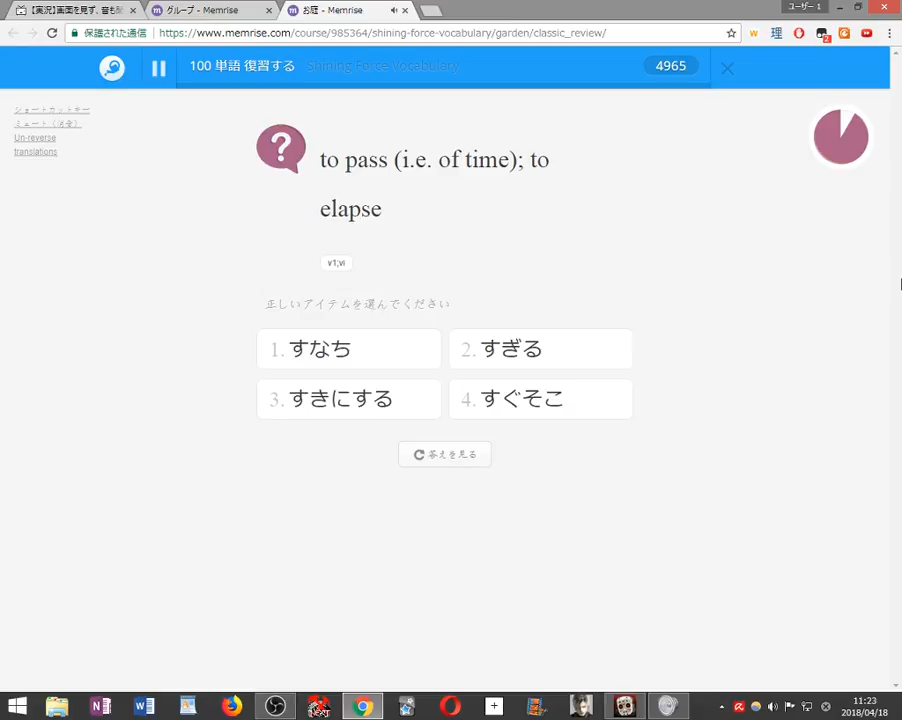 【実況】画面を見ず、音も
グループ - Memrise
お庭 - Memrise
ユーザー 1
保護された通信
https://www.memrise.com/course/985364/shining-force-vocabulary/garden/classic_review/
100 単語 復習する
Shining Force Vocabulary
4965
ショートカットキー
ミュート（消音）
Un-reverse
translations
?
to pass (i.e. of time); to
elapse
v1;vi
正しいアイテムを選んでください
1. すなち
2. すぎる
3. すきにする
4. すぐそこ
答えを見る
11:23
2018/04/18